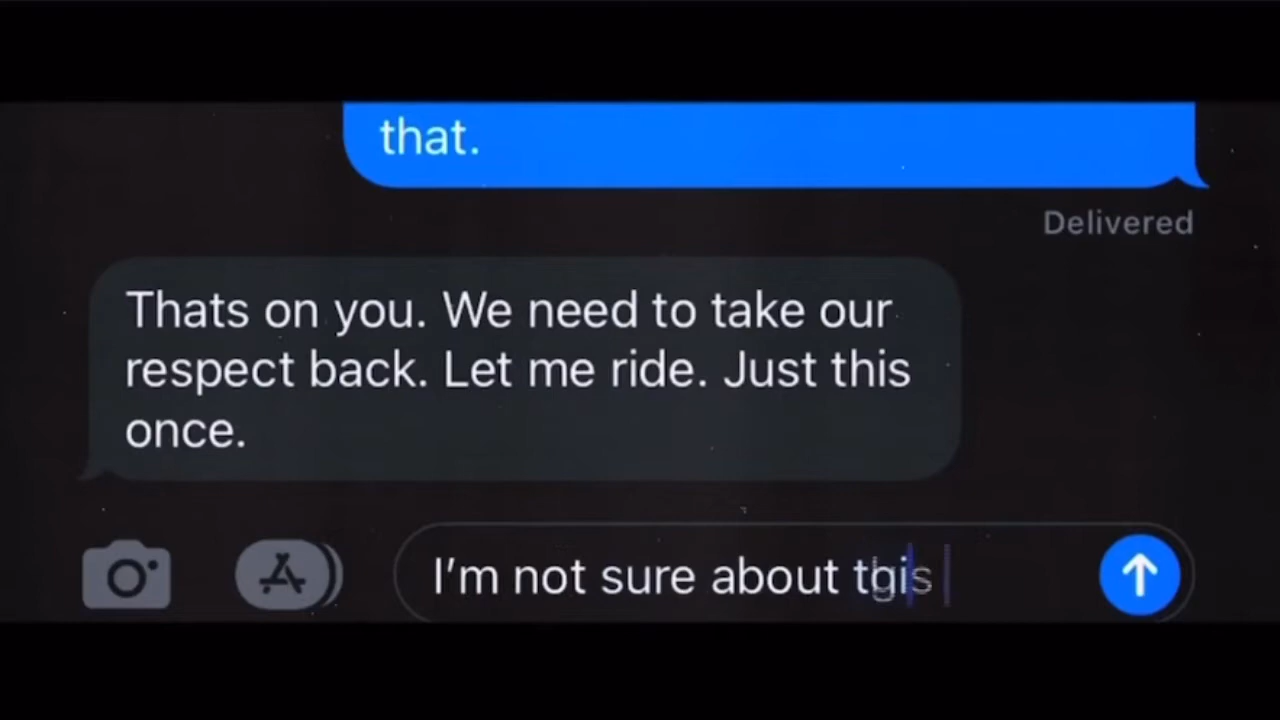 that.
Delivered
Thats on you. We need to take our
respect back. Let me ride. Just this
once.
I'm not sure about